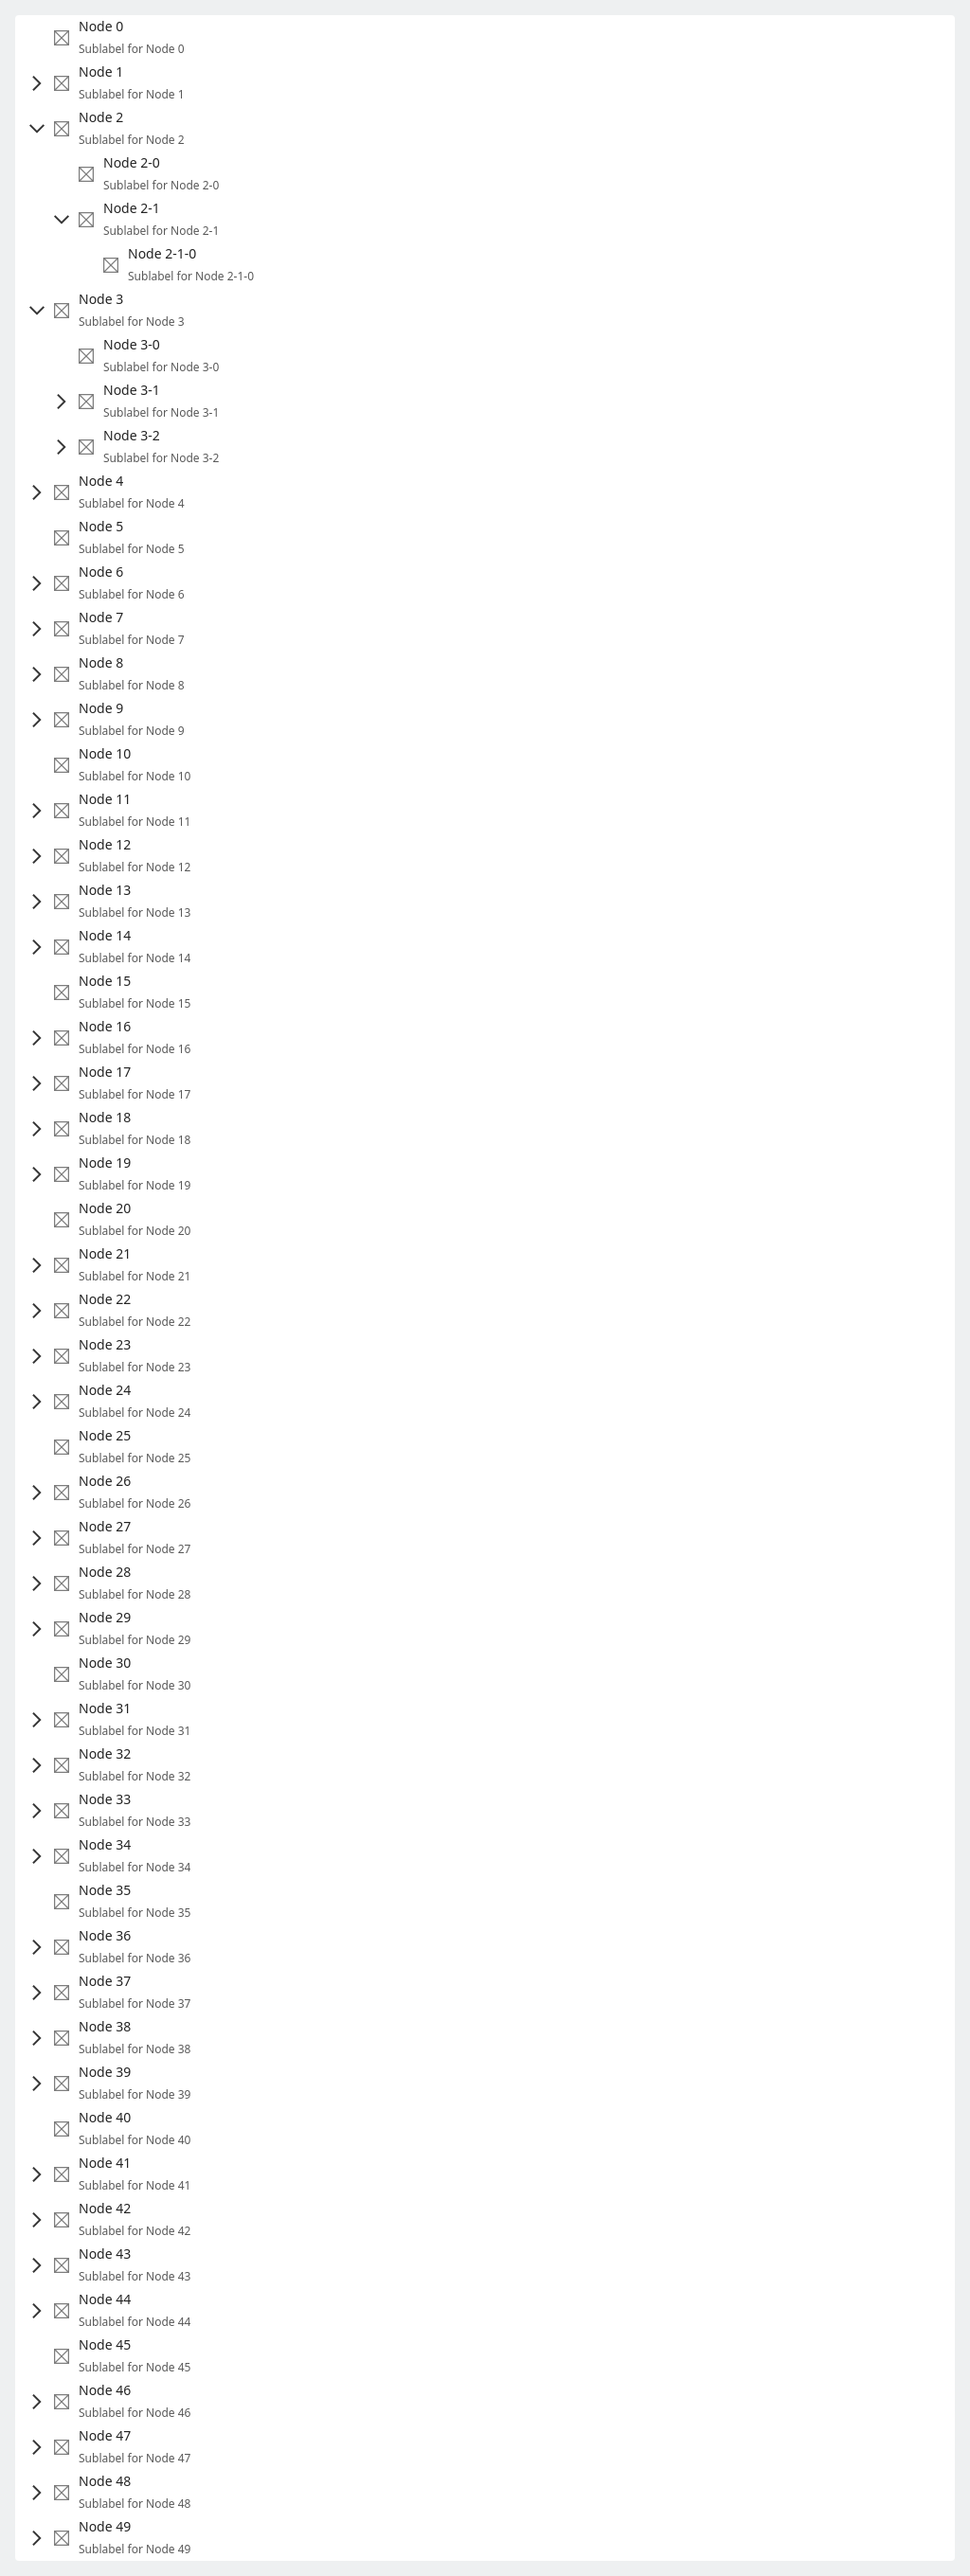 Node 0
Sublabel for Node 0
Node 1
Sublabel for Node 1
Node 2
Sublabel for Node 2
Node 2-0
Sublabel for Node 2-0
Node 2-1
Sublabel for Node 2-1
Node 2-1-0
Sublabel for Node 2-1-0
Node 3
Sublabel for Node 3
Node 3-0
Sublabel for Node 3-0
Node 3-1
Sublabel for Node 3-1
Node 3-2
Sublabel for Node 3-2
Node 4
Sublabel for Node 4
Node 5
Sublabel for Node 5
Node 6
Sublabel for Node 6
Node 7
Sublabel for Node 7
Node 8
Sublabel for Node 8
Node 9
Sublabel for Node 9
Node 10
Sublabel for Node 10
Node 11
Sublabel for Node 11
Node 12
Sublabel for Node 12
Node 13
Sublabel for Node 13
Node 14
Sublabel for Node 14
Node 15
Sublabel for Node 15
Node 16
Sublabel for Node 16
Node 17
Sublabel for Node 17
Node 18
Sublabel for Node 18
Node 19
Sublabel for Node 19
Node 20
Sublabel for Node 20
Node 21
Sublabel for Node 21
Node 22
Sublabel for Node 22
Node 23
Sublabel for Node 23
Node 24
Sublabel for Node 24
Node 25
Sublabel for Node 25
Node 26
Sublabel for Node 26
Node 27
Sublabel for Node 27
Node 28
Sublabel for Node 28
Node 29
Sublabel for Node 29
Node 30
Sublabel for Node 30
Node 31
Sublabel for Node 31
Node 32
Sublabel for Node 32
Node 33
Sublabel for Node 33
Node 34
Sublabel for Node 34
Node 35
Sublabel for Node 35
Node 36
Sublabel for Node 36
Node 37
Sublabel for Node 37
Node 38
Sublabel for Node 38
Node 39
Sublabel for Node 39
Node 40
Sublabel for Node 40
Node 41
Sublabel for Node 41
Node 42
Sublabel for Node 42
Node 43
Sublabel for Node 43
Node 44
Sublabel for Node 44
Node 45
Sublabel for Node 45
Node 46
Sublabel for Node 46
Node 47
Sublabel for Node 47
Node 48
Sublabel for Node 48
Node 49
Sublabel for Node 49